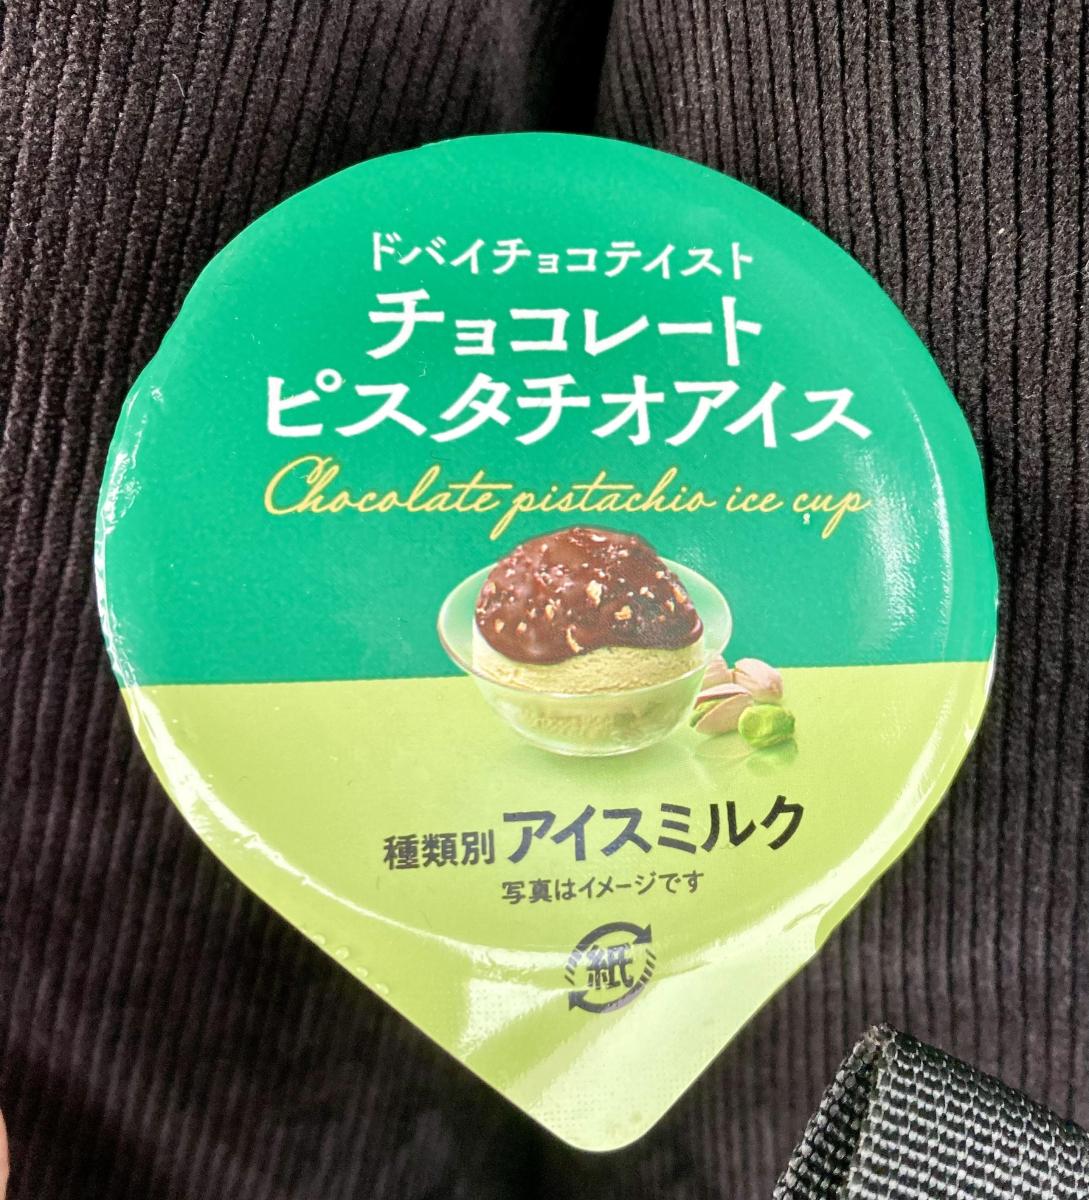 ドバイチョコテイスト
チョコレート
ピスタチオアイス
Chocolate pistachio ice cup
種類別 アイスミルク
写真はイメージです
紙